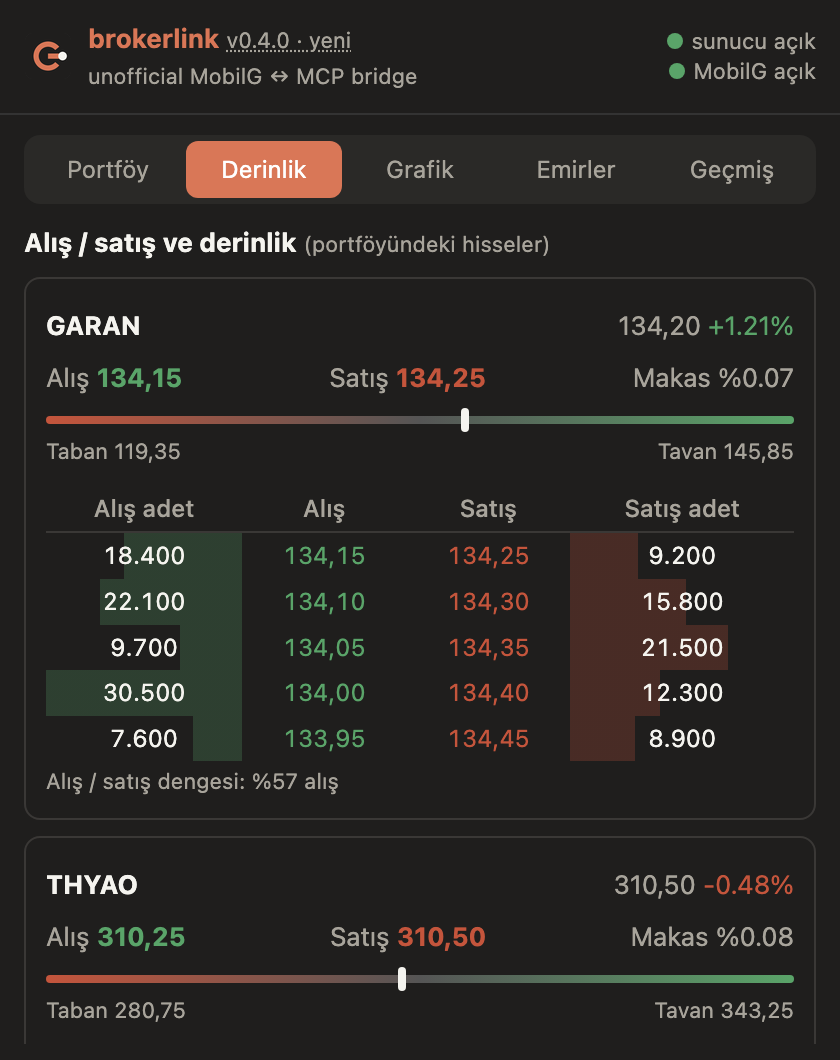 brokerlink v0.4.0 · yeni
unofficial MobilG ↔ MCP bridge
sunucu açık
MobilG açık
Portföy Derinlik Grafik Emirler Geçmiş
Alış / satış ve derinlik (portföyündeki hisseler)
GARAN 134,20 +1.21%
Alış 134,15 Satış 134,25 Makas %0.07
Taban 119,35 Tavan 145,85
Alış adet Alış Satış Satış adet
18.400 134,15 134,25 9.200
22.100 134,10 134,30 15.800
9.700 134,05 134,35 21.500
30.500 134,00 134,40 12.300
7.600 133,95 134,45 8.900
Alış / satış dengesi: %57 alış
THYAO 310,50 -0.48%
Alış 310,25 Satış 310,50 Makas %0.08
Taban 280,75 Tavan 343,25